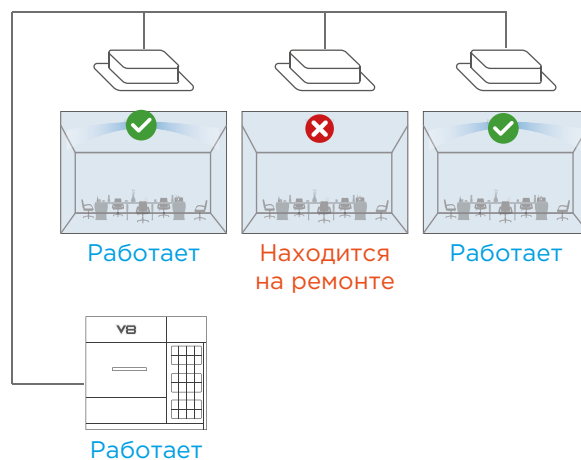 Работает
Находится
на ремонте
Работает
V8
Работает